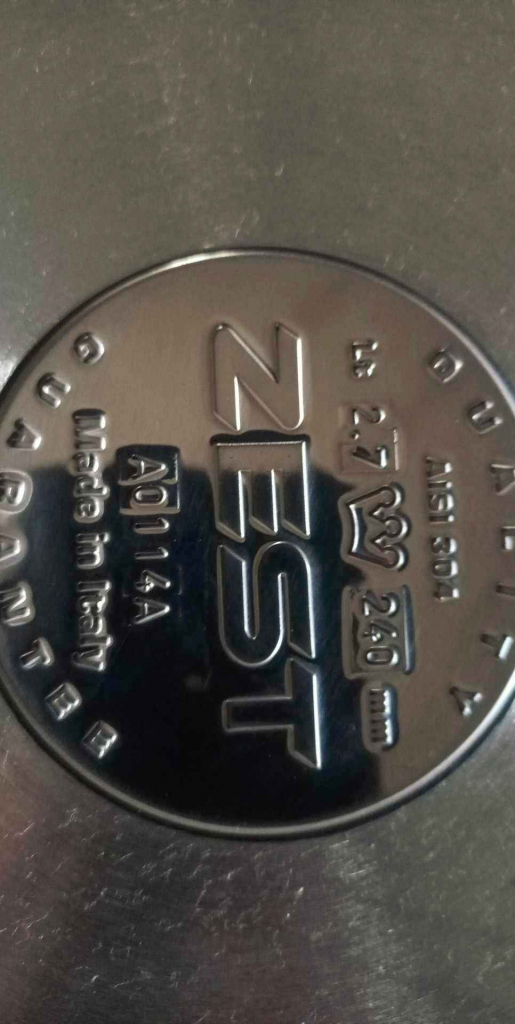 QUALITY
AISI 304
Lt 2.7 240 mm
ZEST
A0114A
Made in Italy
GUARANTEE